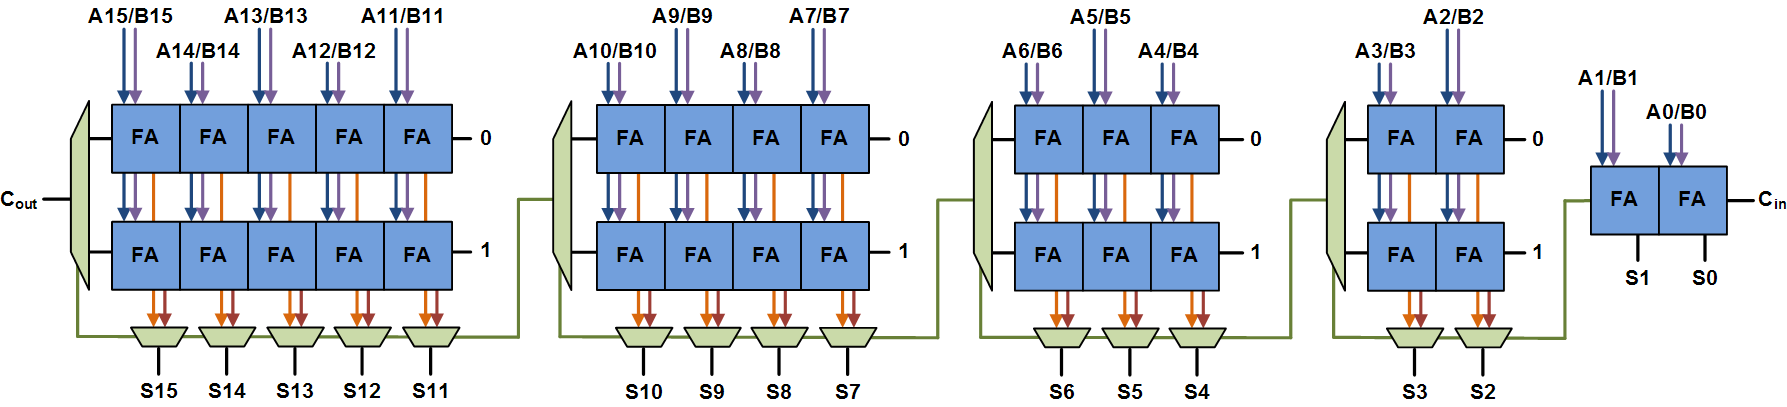 A15/B15 A13/B13 A11/B11 A9/B9 A7/B7 A5/B5 A2/B2
A14/B14 A12/B12 A10/B10 A8/B8 A6/B6 A4/B4 A3/B3
A1/B1
A0/B0
FA FA FA FA FA 0 FA FA FA FA 0 FA FA FA 0 FA FA 0
Cout FA FA Cin
FA FA FA FA FA 1 FA FA FA FA 1 FA FA FA 1 FA FA 1
S1 S0
S15 S14 S13 S12 S11 S10 S9 S8 S7 S6 S5 S4 S3 S2